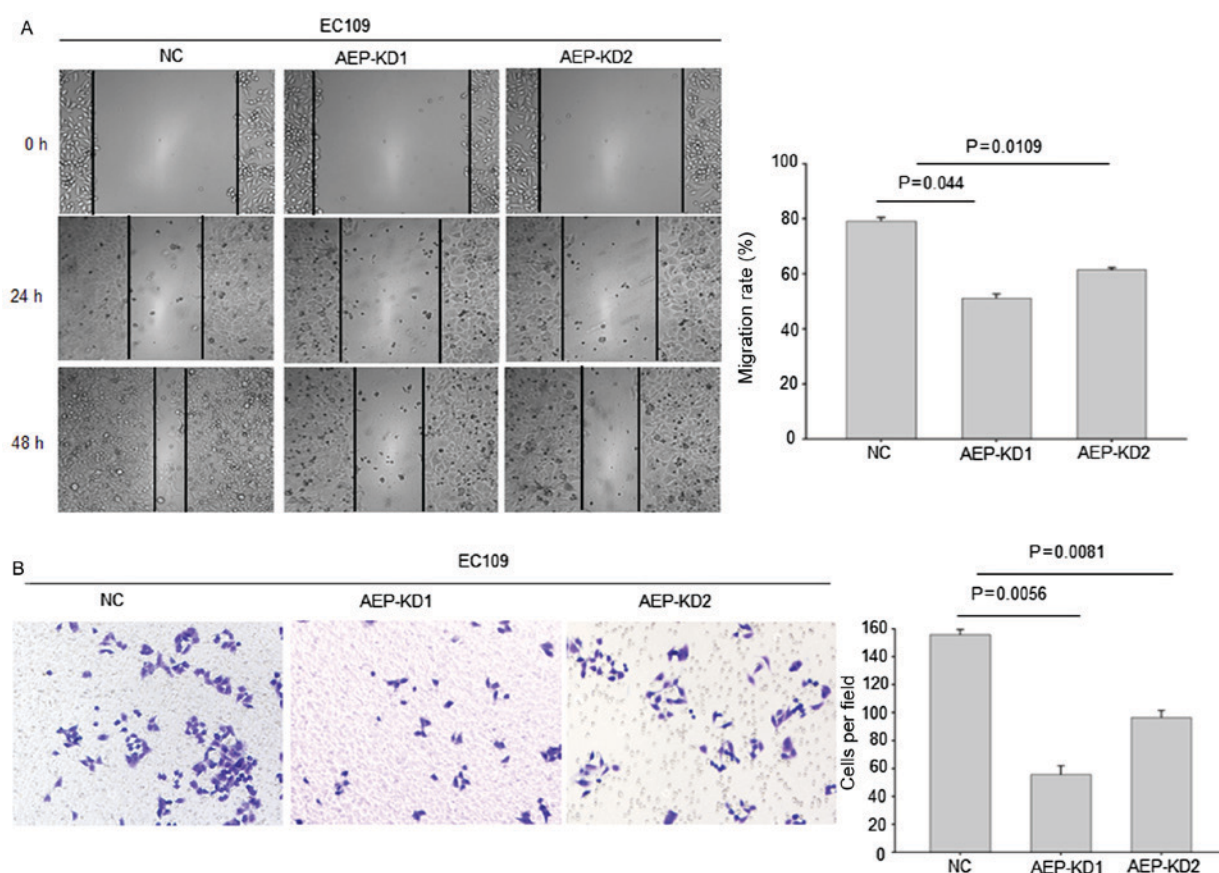 A
EC109
NC AEP-KD1 AEP-KD2
0 h
24 h
48 h
P=0.0109
P=0.044
Migration rate (%)
100
80
60
40
20
0
NC AEP-KD1 AEP-KD2
B
EC109
NC AEP-KD1 AEP-KD2
P=0.0081
P=0.0056
Cells per field
160
140
120
100
80
60
40
20
0
NC AEP-KD1 AEP-KD2